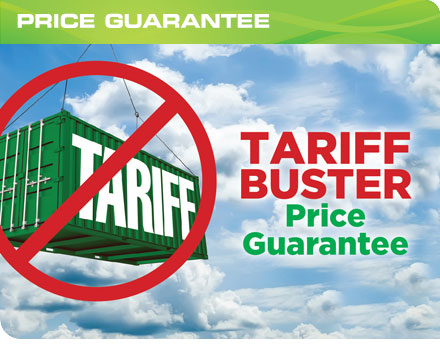 PRICE GUARANTEE
TARIFF
TARIFF
BUSTER
Price
Guarantee